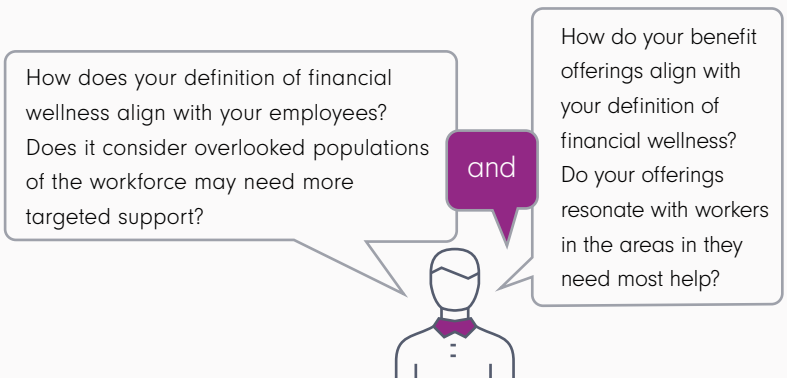 How does your definition of financial
wellness align with your employees?
Does it consider overlooked populations
of the workforce may need more
targeted support?
and
How do your benefit
offerings align with
your definition of
financial wellness?
Do your offerings
resonate with workers
in the areas in they
need most help?